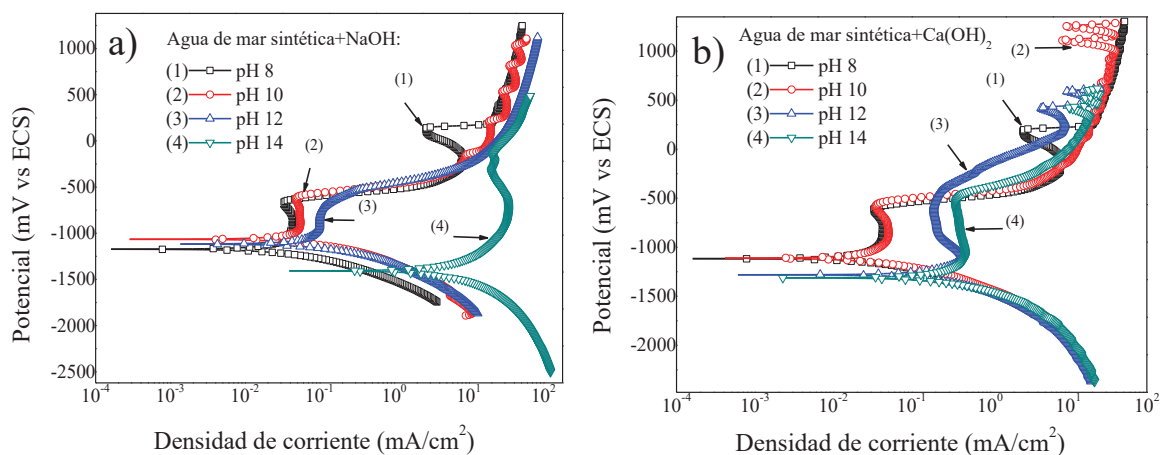 a)
Agua de mar sintética+NaOH:
(1) pH 8
(2) pH 10
(3) pH 12
(4) pH 14
(1)
(2)
(3)
(4)
1000
500
0
-500
-1000
-1500
-2000
-2500
Potencial (mV vs ECS)
10-4 10-3 10-2 10-1 100 101 102
Densidad de corriente (mA/cm2)
b)
Agua de mar sintética+Ca(OH)2
(1) pH 8
(2) pH 10
(3) pH 12
(4) pH 14
(2)
(1)
(3)
(4)
1000
500
0
-500
-1000
-1500
-2000
Potencial (mV vs ECS)
10-4 10-3 10-2 10-1 100 101 102
Densidad de corriente (mA/cm2)